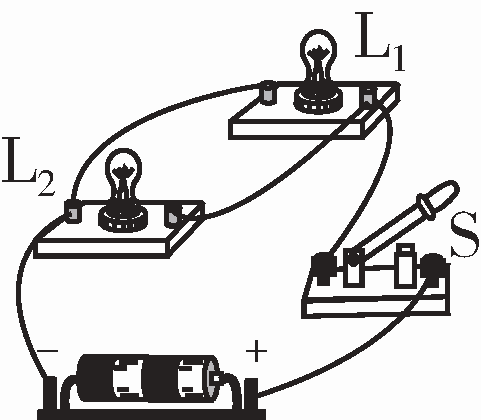 L₁
L₂
S
− +